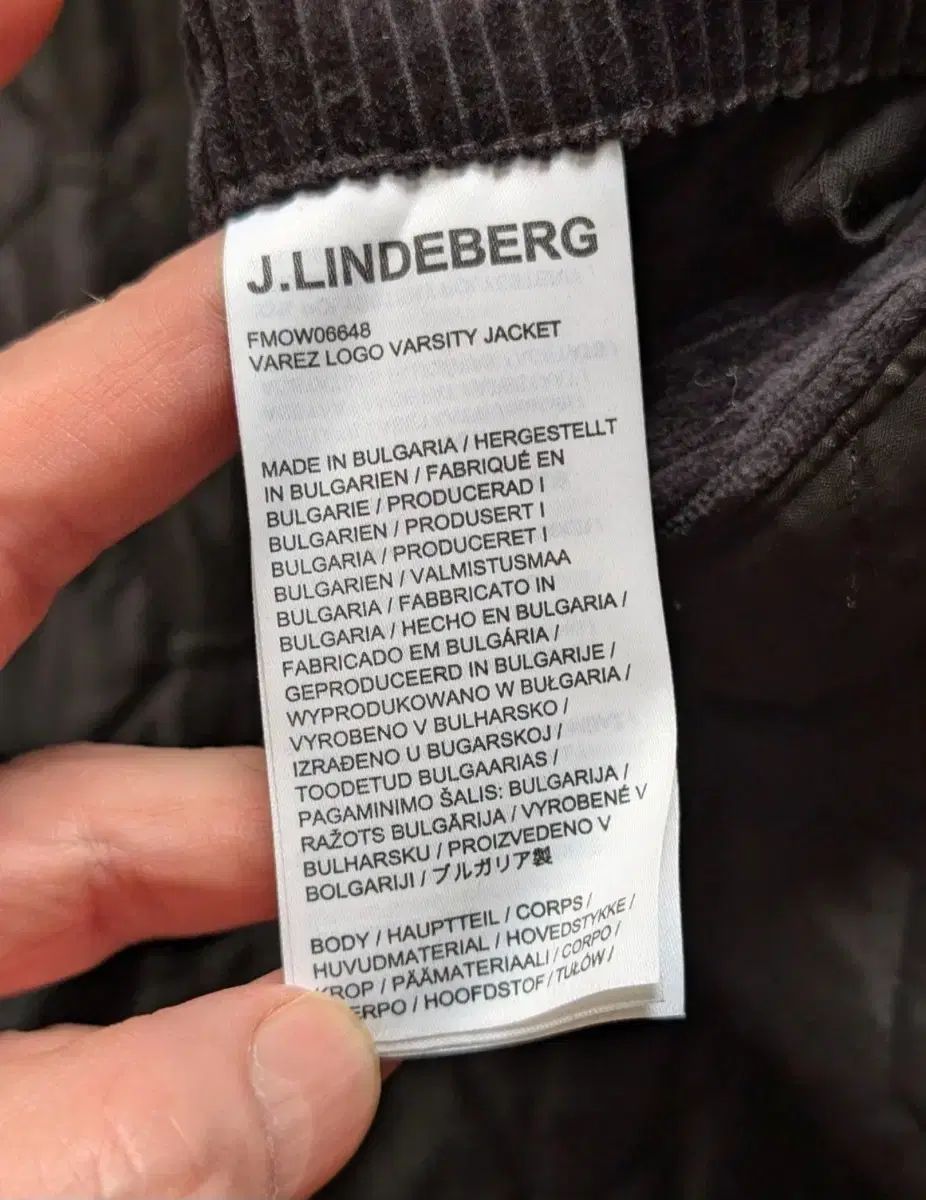 J.LINDEBERG
FMOW06648
VAREZ LOGO VARSITY JACKET
MADE IN BULGARIA / HERGESTELLT
IN BULGARIEN / FABRIQUÉ EN
BULGARIE / PRODUCERAD I
BULGARIEN / PRODUSERT I
BULGARIA / PRODUCERET I
BULGARIEN / VALMISTUSMAA
BULGARIA / FABBRICATO IN
BULGARIA / HECHO EN BULGARIA /
FABRICADO EM BULGÁRIA /
GEPRODUCEERD IN BULGARIJE /
WYPRODUKOWANO W BUŁGARIA /
VYROBENO V BULHARSKO /
IZRAĐENO U BUGARSKOJ /
TOODETUD BULGAARIAS /
PAGAMINIMO ŠALIS: BULGARIJA /
RAŽOTS BULGĀRIJA / VYROBENÉ V
BULHARSKU / PROIZVEDENO V
BOLGARIJI / ブルガリア製
BODY / HAUPTTEIL / CORPS /
HUVUDMATERIAL / HOVEDSTYKKE /
KROP / PÄÄMATERIAALI / CORPO /
/ HOOFDSTOF / TUŁÓW /